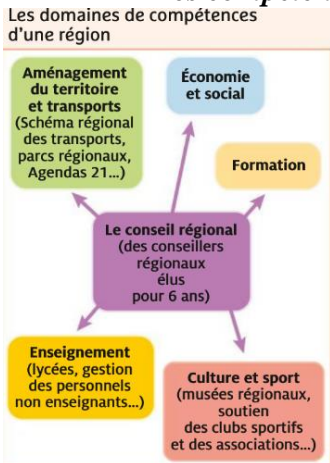 Les domaines de compétences
d'une région
Aménagement
du territoire
et transports
(Schéma régional
des transports,
parcs régionaux,
Agendas 21...)
Économie
et social
Formation
Le conseil régional
(des conseillers
régionaux
élus
pour 6 ans)
Enseignement
(lycées, gestion
des personnels
non enseignants...)
Culture et sport
(musées régionaux,
soutien
des clubs sportifs
et des associations...)